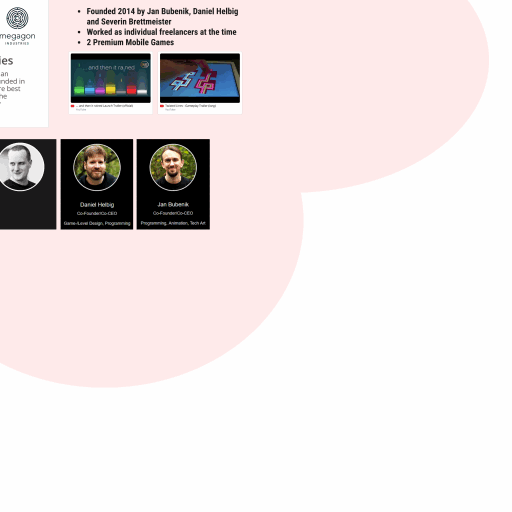 megagon
INDUSTRIES
ies
an
nded in
re best
he
• Founded 2014 by Jan Bubenik, Daniel Helbig
and Severin Brettmeister
• Worked as individual freelancers at the time
• 2 Premium Mobile Games
and then it rained
Daniel Helbig
Co-Founder/Co-CEO
Game-/Level Design, Programming
Jan Bubenik
Co-Founder/Co-CEO
Programming, Animation, Tech Art